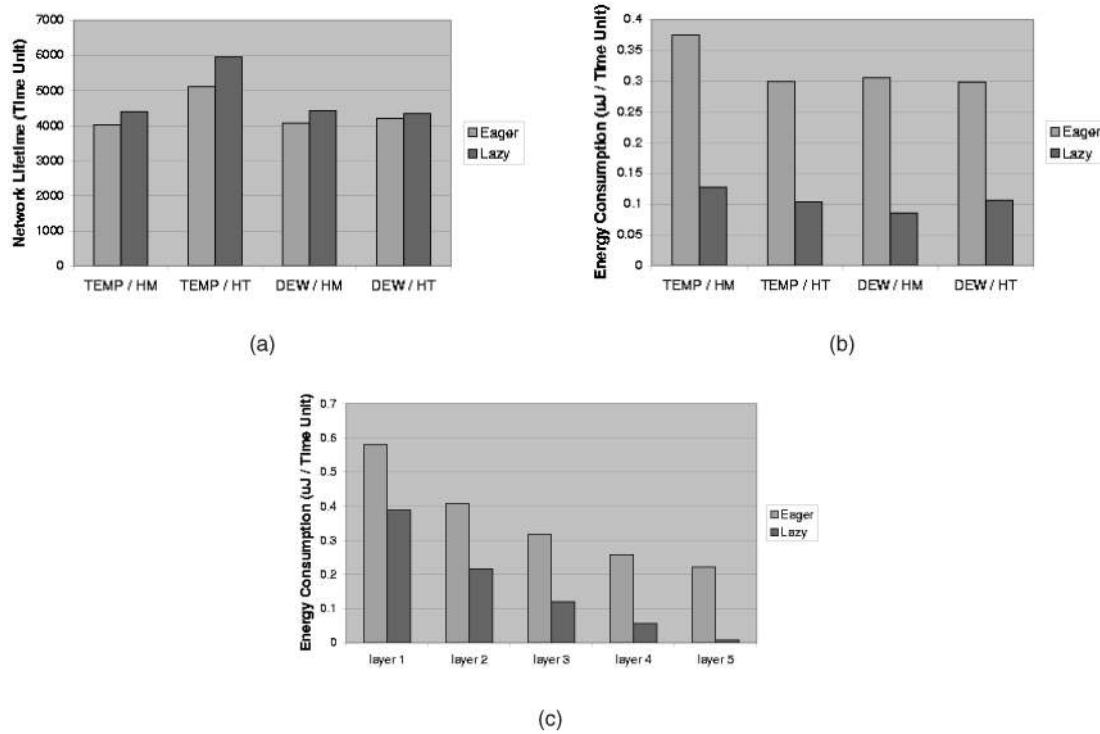 7000
6000
5000
4000
3000
2000
1000
0
Network Lifetime (Time Unit)
TEMP / HM TEMP / HT DEW / HM DEW / HT
Eager
Lazy
(a)
0.4
0.35
0.3
0.25
0.2
0.15
0.1
0.05
0
Energy Consumption (uJ / Time Unit)
TEMP / HM TEMP / HT DEW / HM DEW / HT
Eager
Lazy
(b)
0.7
0.6
0.5
0.4
0.3
0.2
0.1
0
Energy Consumption (uJ / Time Unit)
layer 1 layer 2 layer 3 layer 4 layer 5
Eager
Lazy
(c)